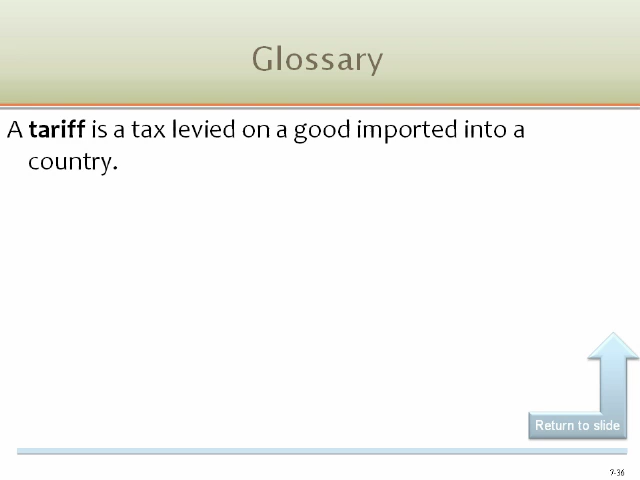 Glossary
A tariff is a tax levied on a good imported into a
country.
Return to slide
7-36